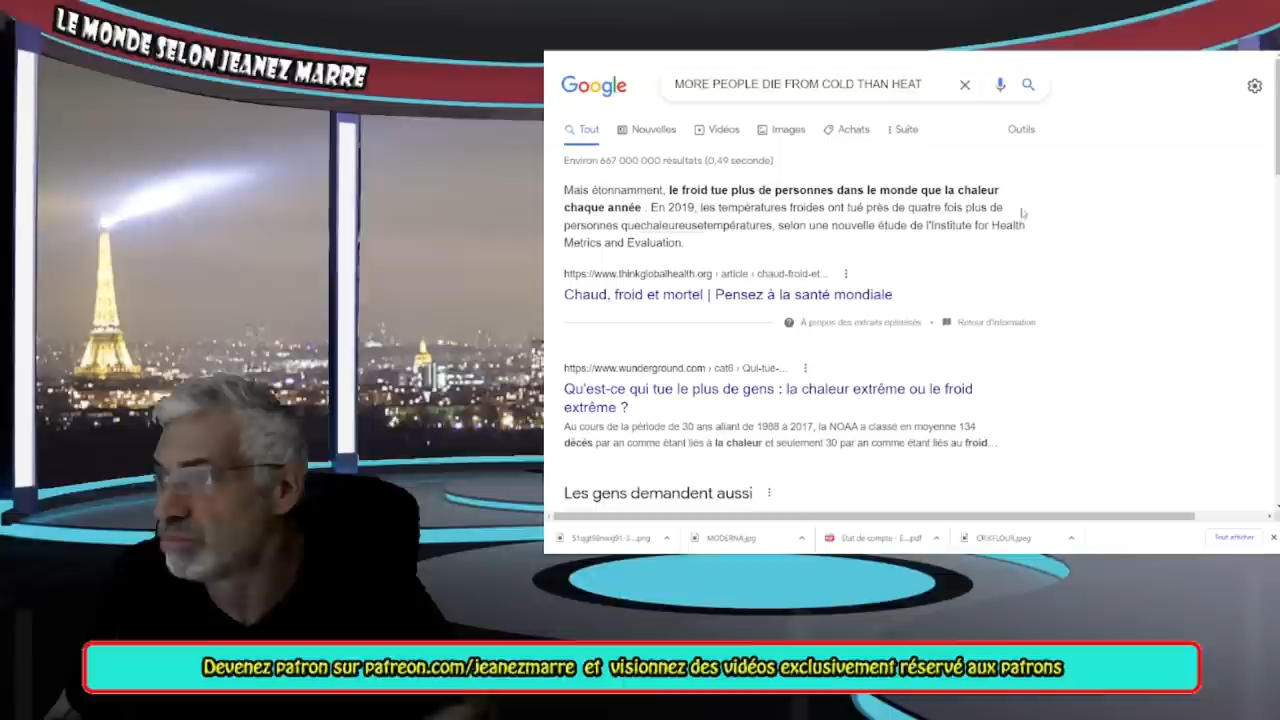 LE MONDE SELON JEANEZ MARRE
Google
MORE PEOPLE DIE FROM COLD THAN HEAT
Tout
Nouvelles
Vidéos
Images
Achats
Suite
Outils
Environ 667 000 000 résultats (0,49 seconde)
Mais étonnamment, le froid tue plus de personnes dans le monde que la chaleur
chaque année . En 2019, les températures froides ont tué près de quatre fois plus de
personnes quechaleureusetempératures, selon une nouvelle étude de l'Institute for Health
Metrics and Evaluation.
https://www.thinkglobalhealth.org › article › chaud-froid-et...
Chaud, froid et mortel | Pensez à la santé mondiale
À propos des extraits optimisés • Retour d'information
https://www.wunderground.com › cat6 › Qui-tue-...
Qu'est-ce qui tue le plus de gens : la chaleur extrême ou le froid
extrême ?
Au cours de la période de 30 ans allant de 1988 à 2017, la NOAA a classé en moyenne 134
décès par an comme étant liés à la chaleur et seulement 30 par an comme étant liés au froid...
Les gens demandent aussi
MODERNA.jpg
État de compte - E....pdf
CRIKFLOUR.jpeg
Tout afficher
Devenez patron sur patreon.com/jeanezmarre et visionnez des vidéos exclusivement réservé aux patrons